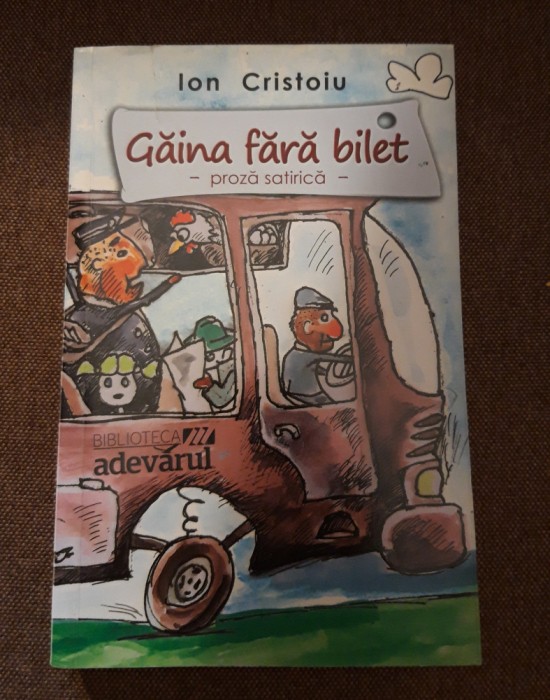 Ion Cristoiu
Găina fără bilet
– proză satirică –
BIBLIOTECA
adevărul